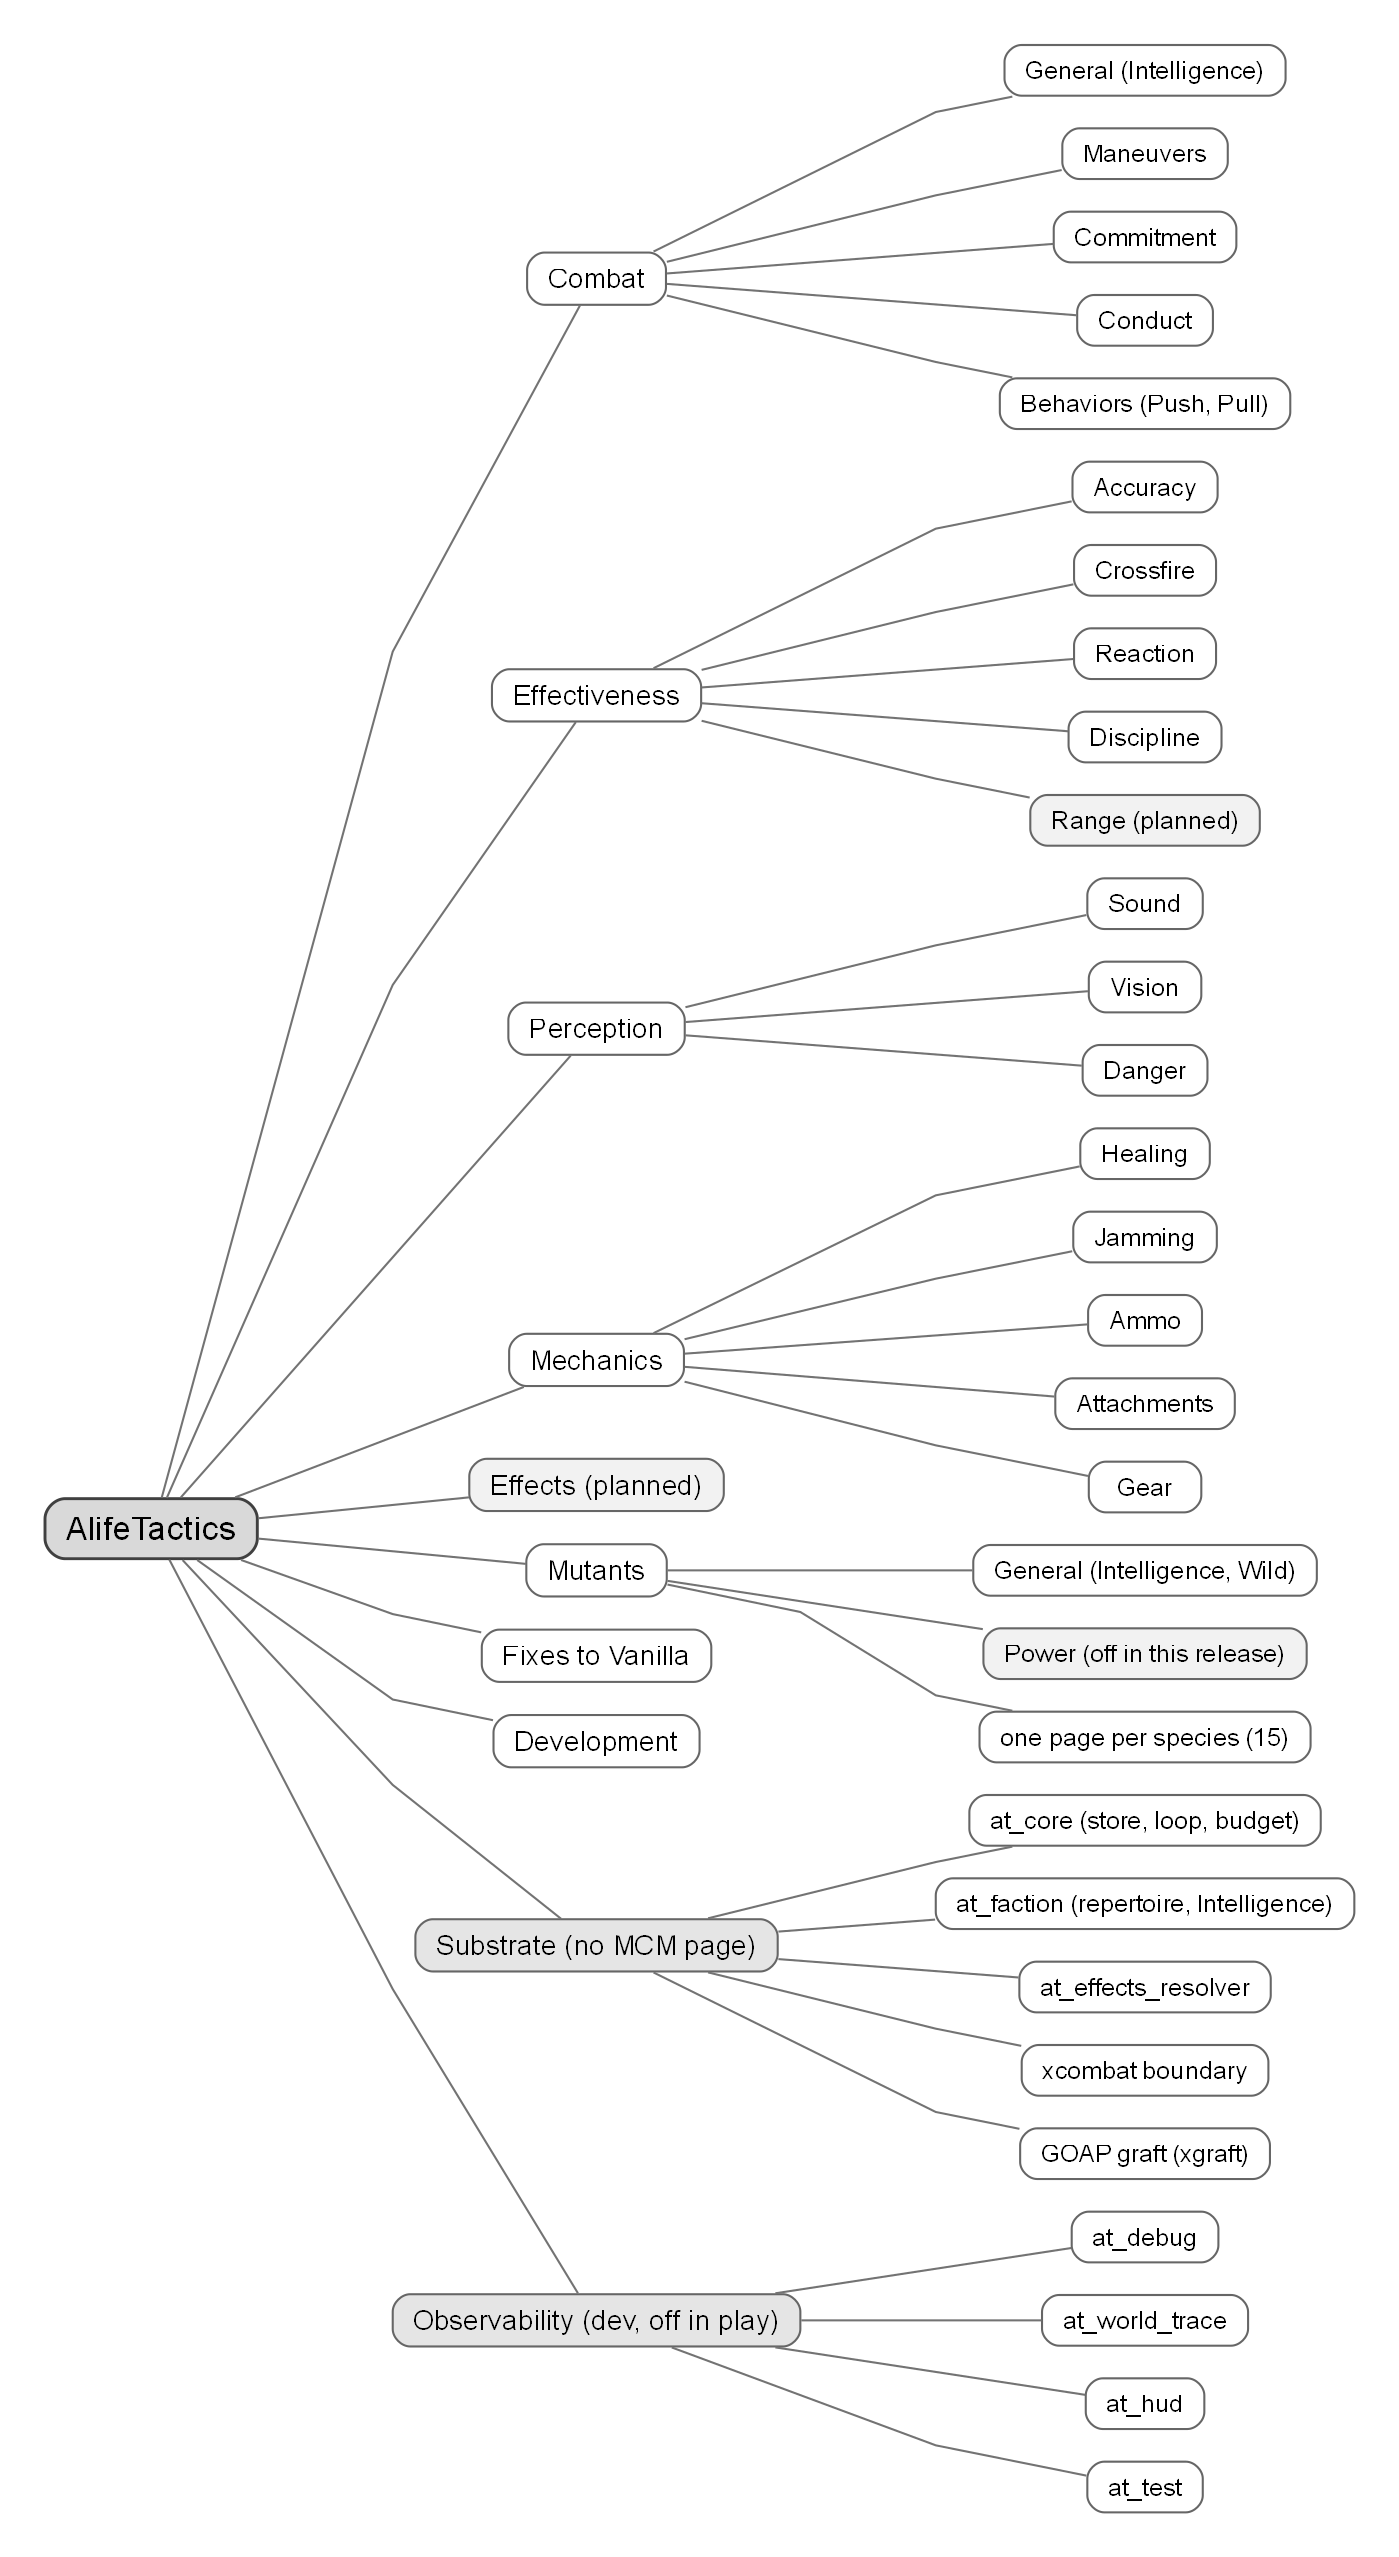 AlifeTactics
Combat
General (Intelligence)
Maneuvers
Commitment
Conduct
Behaviors (Push, Pull)
Effectiveness
Accuracy
Crossfire
Reaction
Discipline
Range (planned)
Perception
Sound
Vision
Danger
Mechanics
Healing
Jamming
Ammo
Attachments
Gear
Effects (planned)
Mutants
General (Intelligence, Wild)
Power (off in this release)
one page per species (15)
Fixes to Vanilla
Development
Substrate (no MCM page)
at_core (store, loop, budget)
at_faction (repertoire, Intelligence)
at_effects_resolver
xcombat boundary
GOAP graft (xgraft)
Observability (dev, off in play)
at_debug
at_world_trace
at_hud
at_test